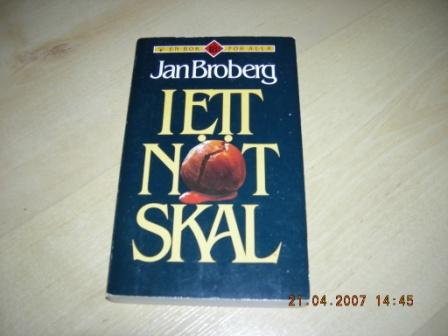 EN BOK FÖR ALLA
Jan Broberg
I ETT
NÖT
SKAL
21.04.2007 14:45